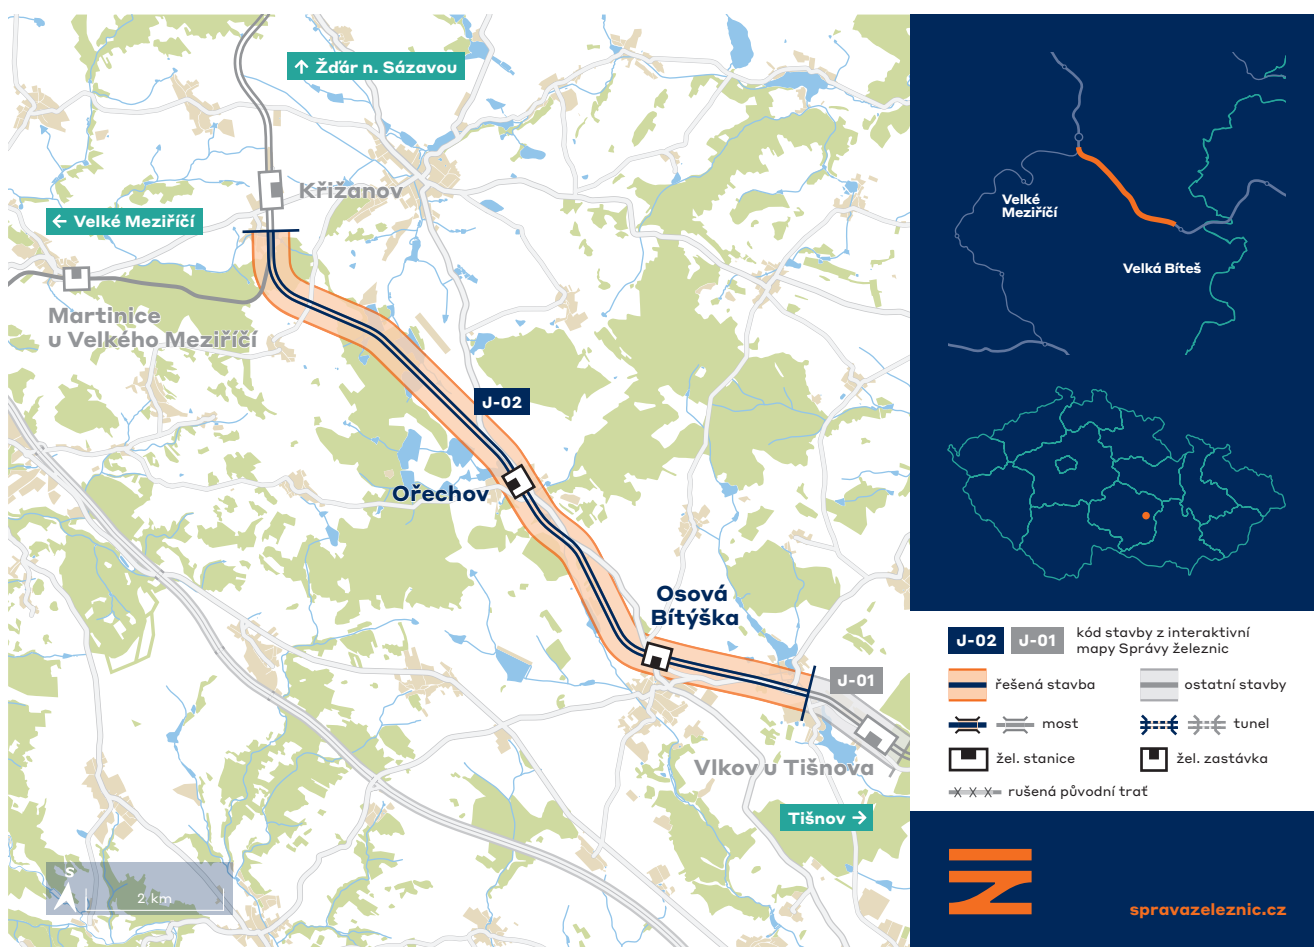 ↑ Žďár n. Sázavou
Křižanov
← Velké Meziříčí
Martinice
u Velkého Meziříčí
J-02
Ořechov
Osová
Bítýška
J-01
Vlkov u Tišnova
Tišnov →
S
2 km
Velké
Meziříčí
Velká Bíteš
J-02 J-01 kód stavby z interaktivní
mapy Správy železnic
řešená stavba
ostatní stavby
most
tunel
žel. stanice
žel. zastávka
rušená původní trať
spravazeleznic.cz